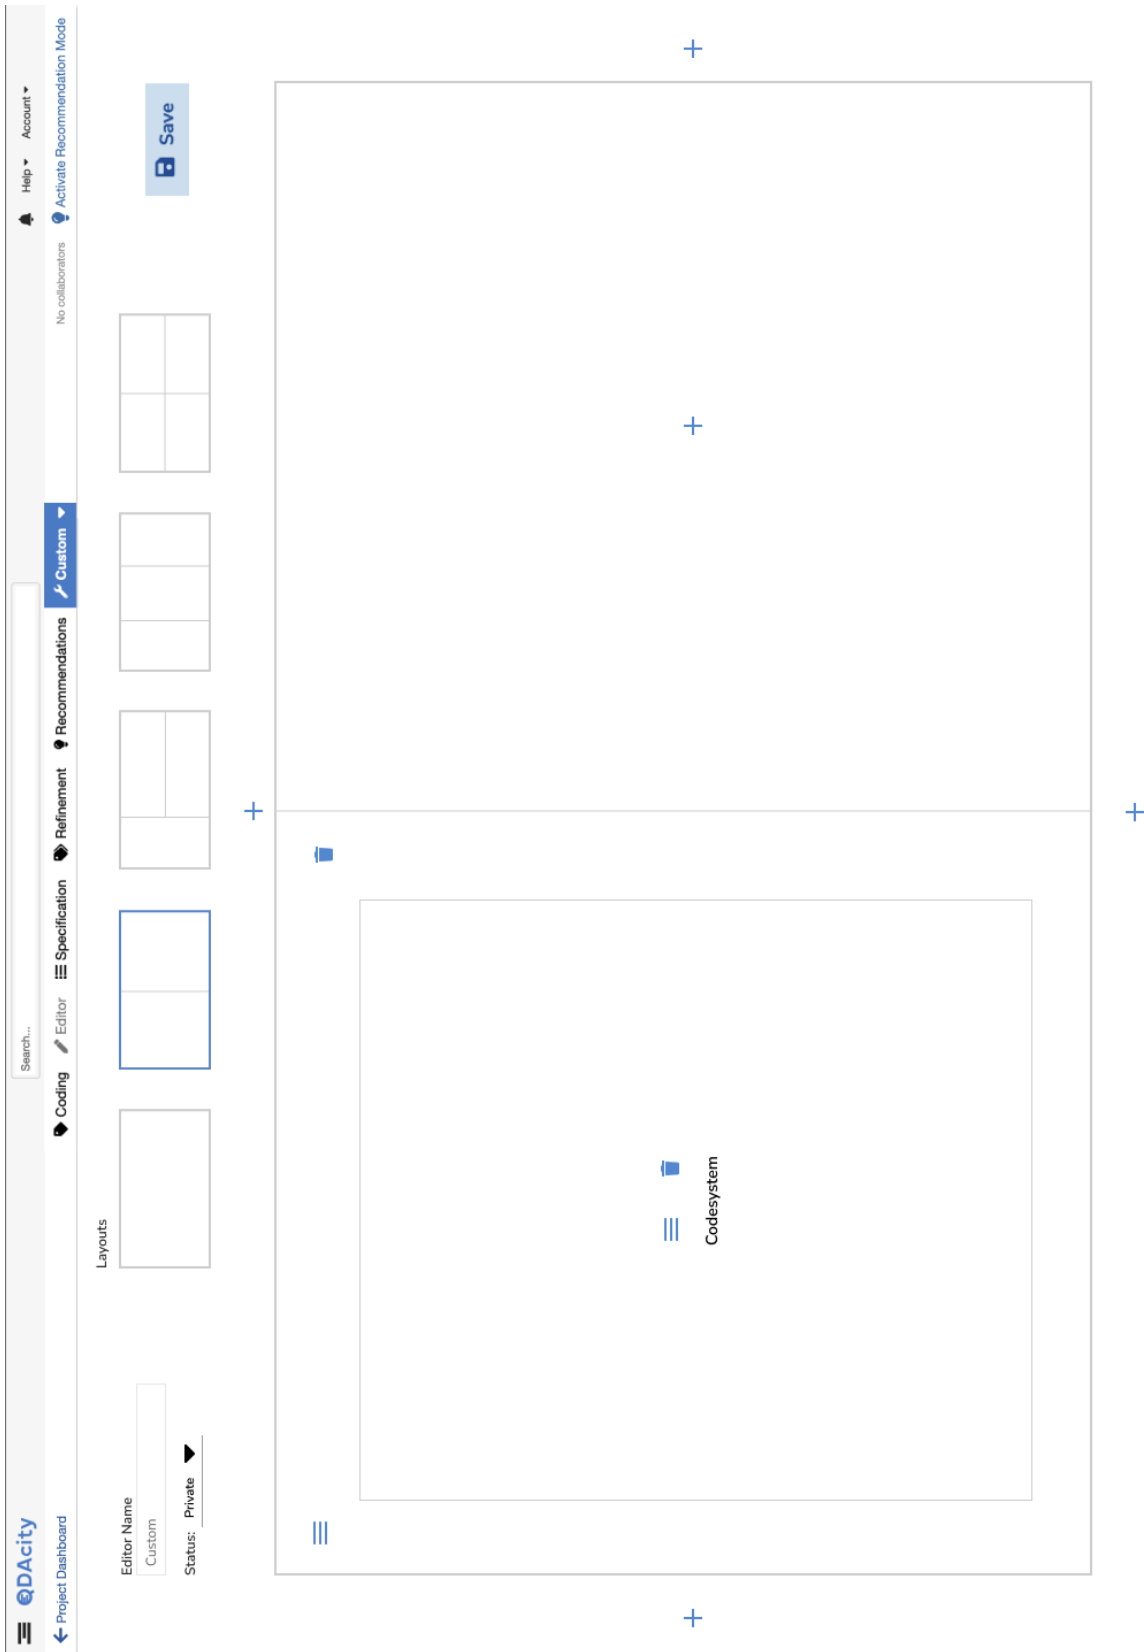 QDAcity
Search...
Help
Account
Project Dashboard
Coding
Editor
Specification
Refinement
Recommendations
Custom
No collaborators
Activate Recommendation Mode
Layouts
Editor Name
Custom
Status: Private
Save
Codesystem